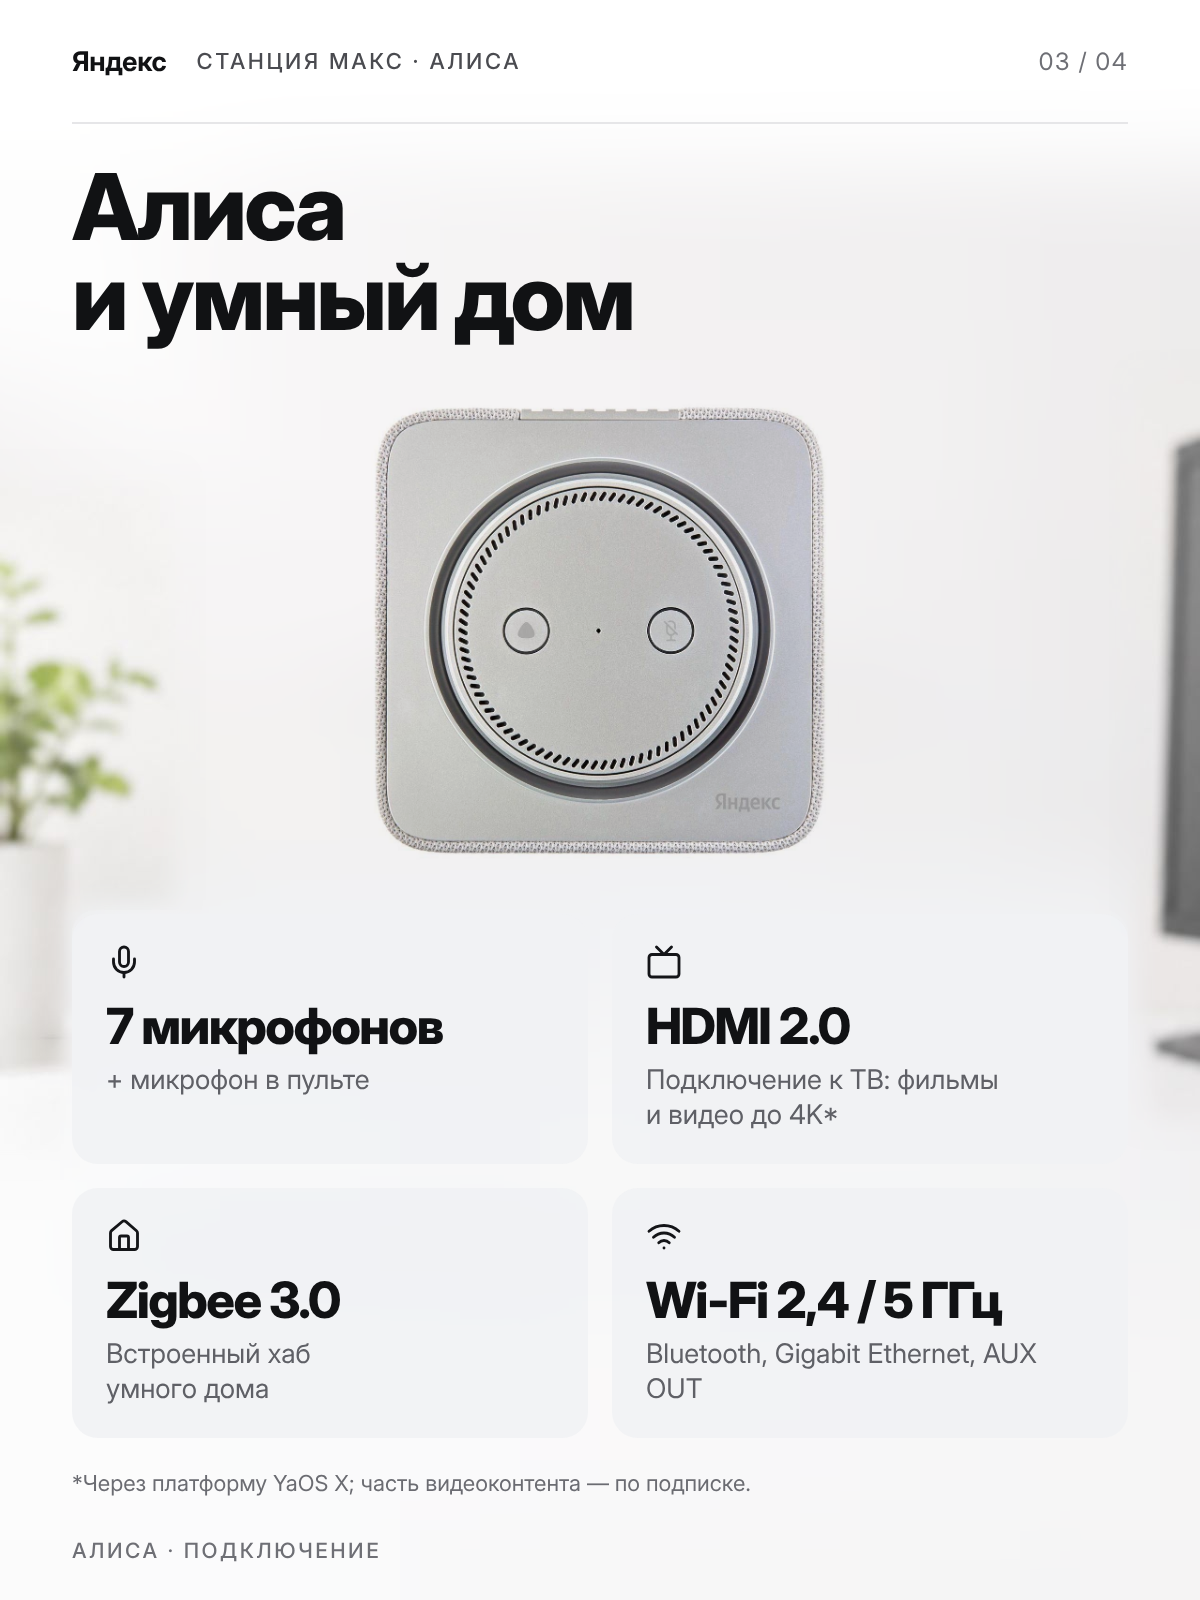 Яндекс СТАНЦИЯ МАКС · АЛИСА 03 / 04
Алиса
и умный дом
Яндекс
7 микрофонов
+ микрофон в пульте
HDMI 2.0
Подключение к ТВ: фильмы
и видео до 4K*
Zigbee 3.0
Встроенный хаб
умного дома
Wi-Fi 2,4 / 5 ГГц
Bluetooth, Gigabit Ethernet, AUX
OUT
*Через платформу YaOS X; часть видеоконтента — по подписке.
АЛИСА · ПОДКЛЮЧЕНИЕ